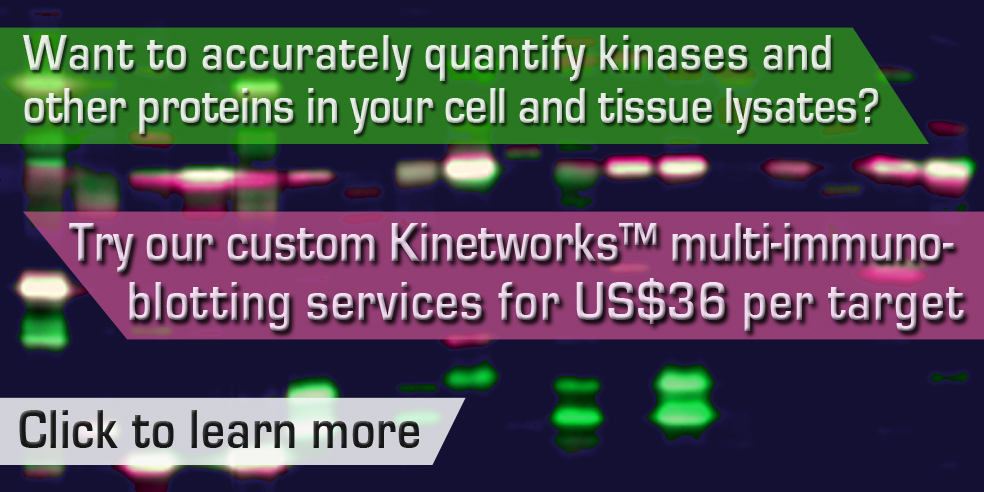 Want to accurately quantify kinases and
other proteins in your cell and tissue lysates?
Try our custom Kinetworks™ multi-immuno-
blotting services for US$36 per target
Click to learn more